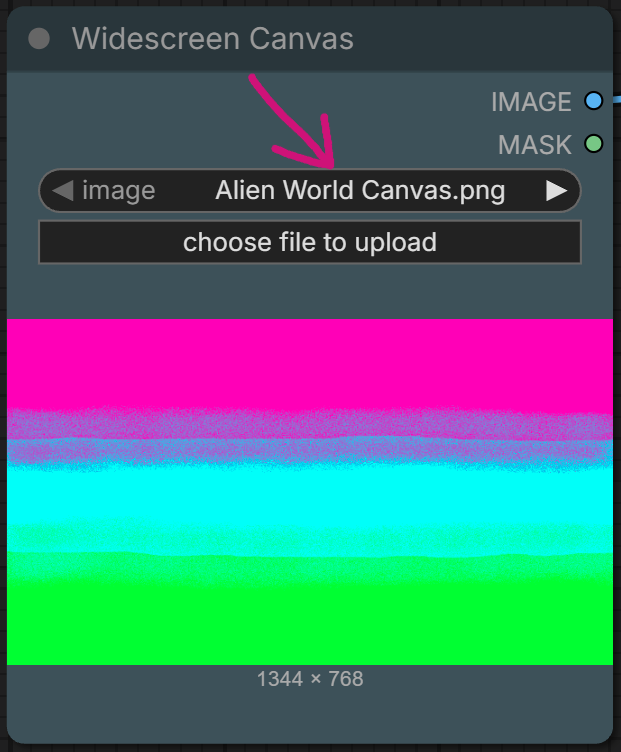 Widescreen Canvas
IMAGE
MASK
image Alien World Canvas.png
choose file to upload
1344 × 768